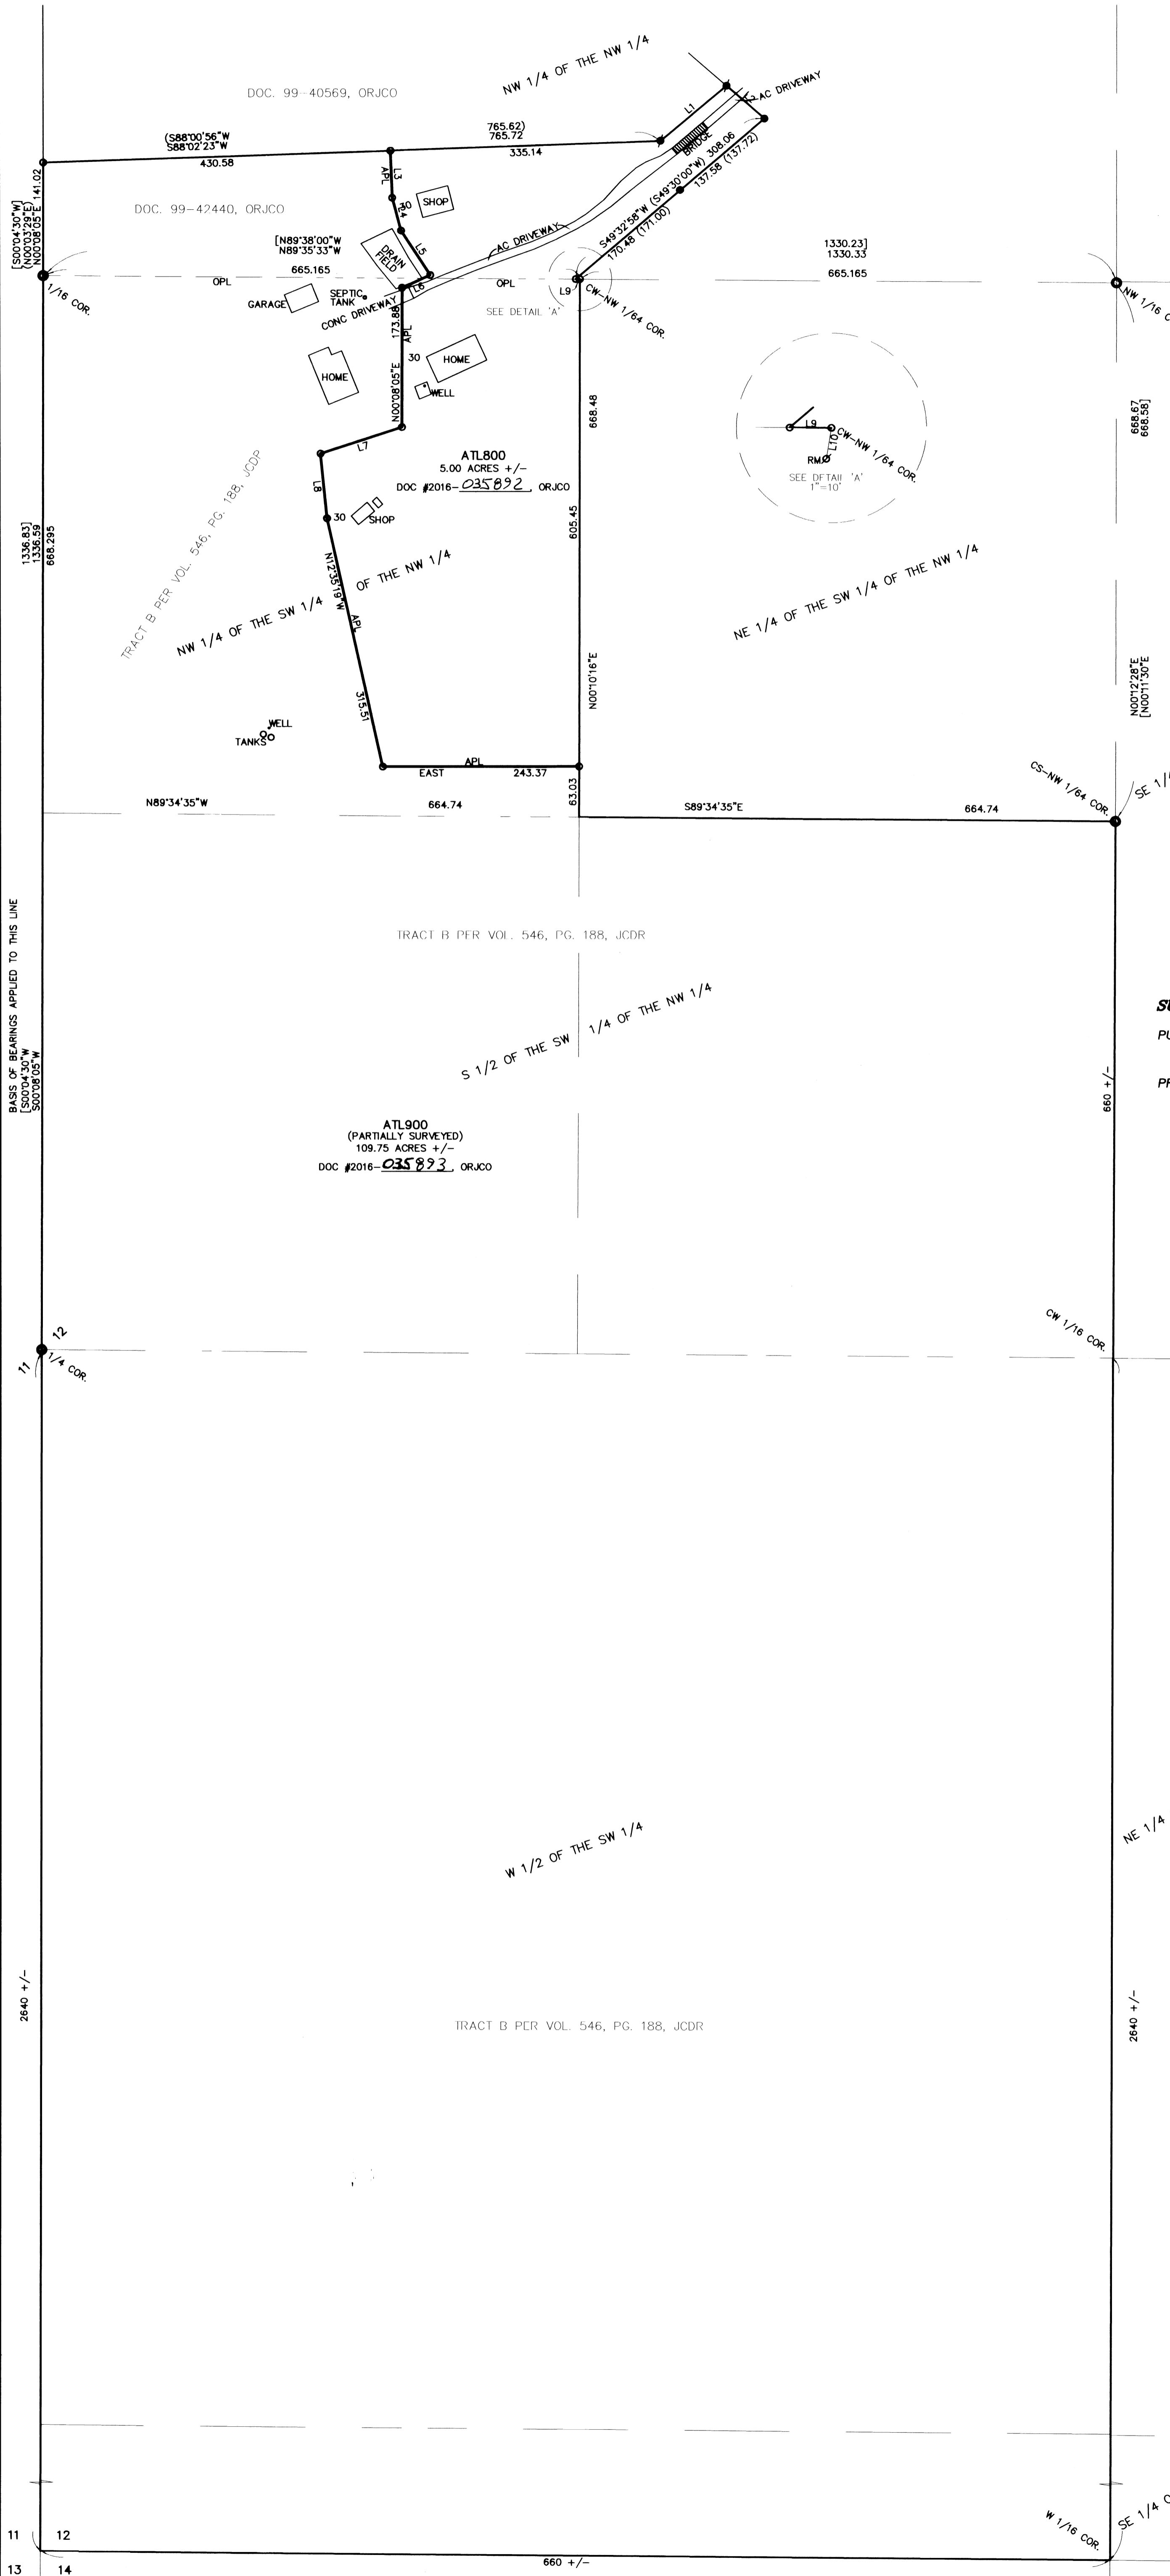 NW 1/4 OF THE NW 1/4
DOC. 99-40569, ORJCO
AC DRIVEWAY
L1
L2
BRIDGE
(S88°00'56"W
S88°02'23"W
430.58
765.62)
765.72
335.14
[S00°04'30"W]
(N00°03'29"E)
N00°08'05"E 141.02
APL
L3
L4
30
SHOP
S49°32'58"W (S49°30'00"W) 308.06
137.58 (137.72)
170.48 (171.00)
DOC. 99-42440, ORJCO
[N89°38'00"W
N89°35'33"W
665.165
DRAIN
FIELD
L5
AC DRIVEWAY
1330.23]
1330.33
665.165
OPL
OPL
1/16 COR.
GARAGE
SEPTIC
TANK
L6
L9
CW-NW 1/64 COR.
CONC DRIVEWAY
SEE DETAIL 'A'
173.88
APL
N00°08'05"E
30
HOME
HOME
WELL
668.48
668.67
668.58]
L9
L10
CW-NW 1/64 COR.
RM
SEE DETAIL 'A'
1"=10'
L7
L8
ATL800
5.00 ACRES +/-
DOC #2016-035892, ORJCO
30
SHOP
605.45
1336.83]
1336.59
668.295
TRACT B PER VOL. 546, PG. 188, JCDR
NW 1/4 OF THE SW 1/4 OF THE NW 1/4
NE 1/4 OF THE SW 1/4 OF THE NW 1/4
N12°35'19"W
APL
315.51
N00°10'16"E
N00°12'28"E
[N00°11'30"E
WELL
TANKS
APL
EAST
243.37
63.03
CS-NW 1/64 COR.
SE 1/
N89°34'35"W
664.74
S89°34'35"E
664.74
BASIS OF BEARINGS APPLIED TO THIS LINE
[S00°04'30"W
S00°08'05"W
TRACT B PER VOL. 546, PG. 188, JCDR
S 1/2 OF THE SW 1/4 OF THE NW 1/4
660 +/-
ATL900
(PARTIALLY SURVEYED)
109.75 ACRES +/-
DOC #2016-035893, ORJCO
12
11
1/4 COR.
CW 1/16 COR.
W 1/2 OF THE SW 1/4
NE 1/4
2640 +/-
2640 +/-
TRACT B PER VOL. 546, PG. 188, JCDR
W 1/16 COR.
SE 1/4
11
12
13
14
660 +/-